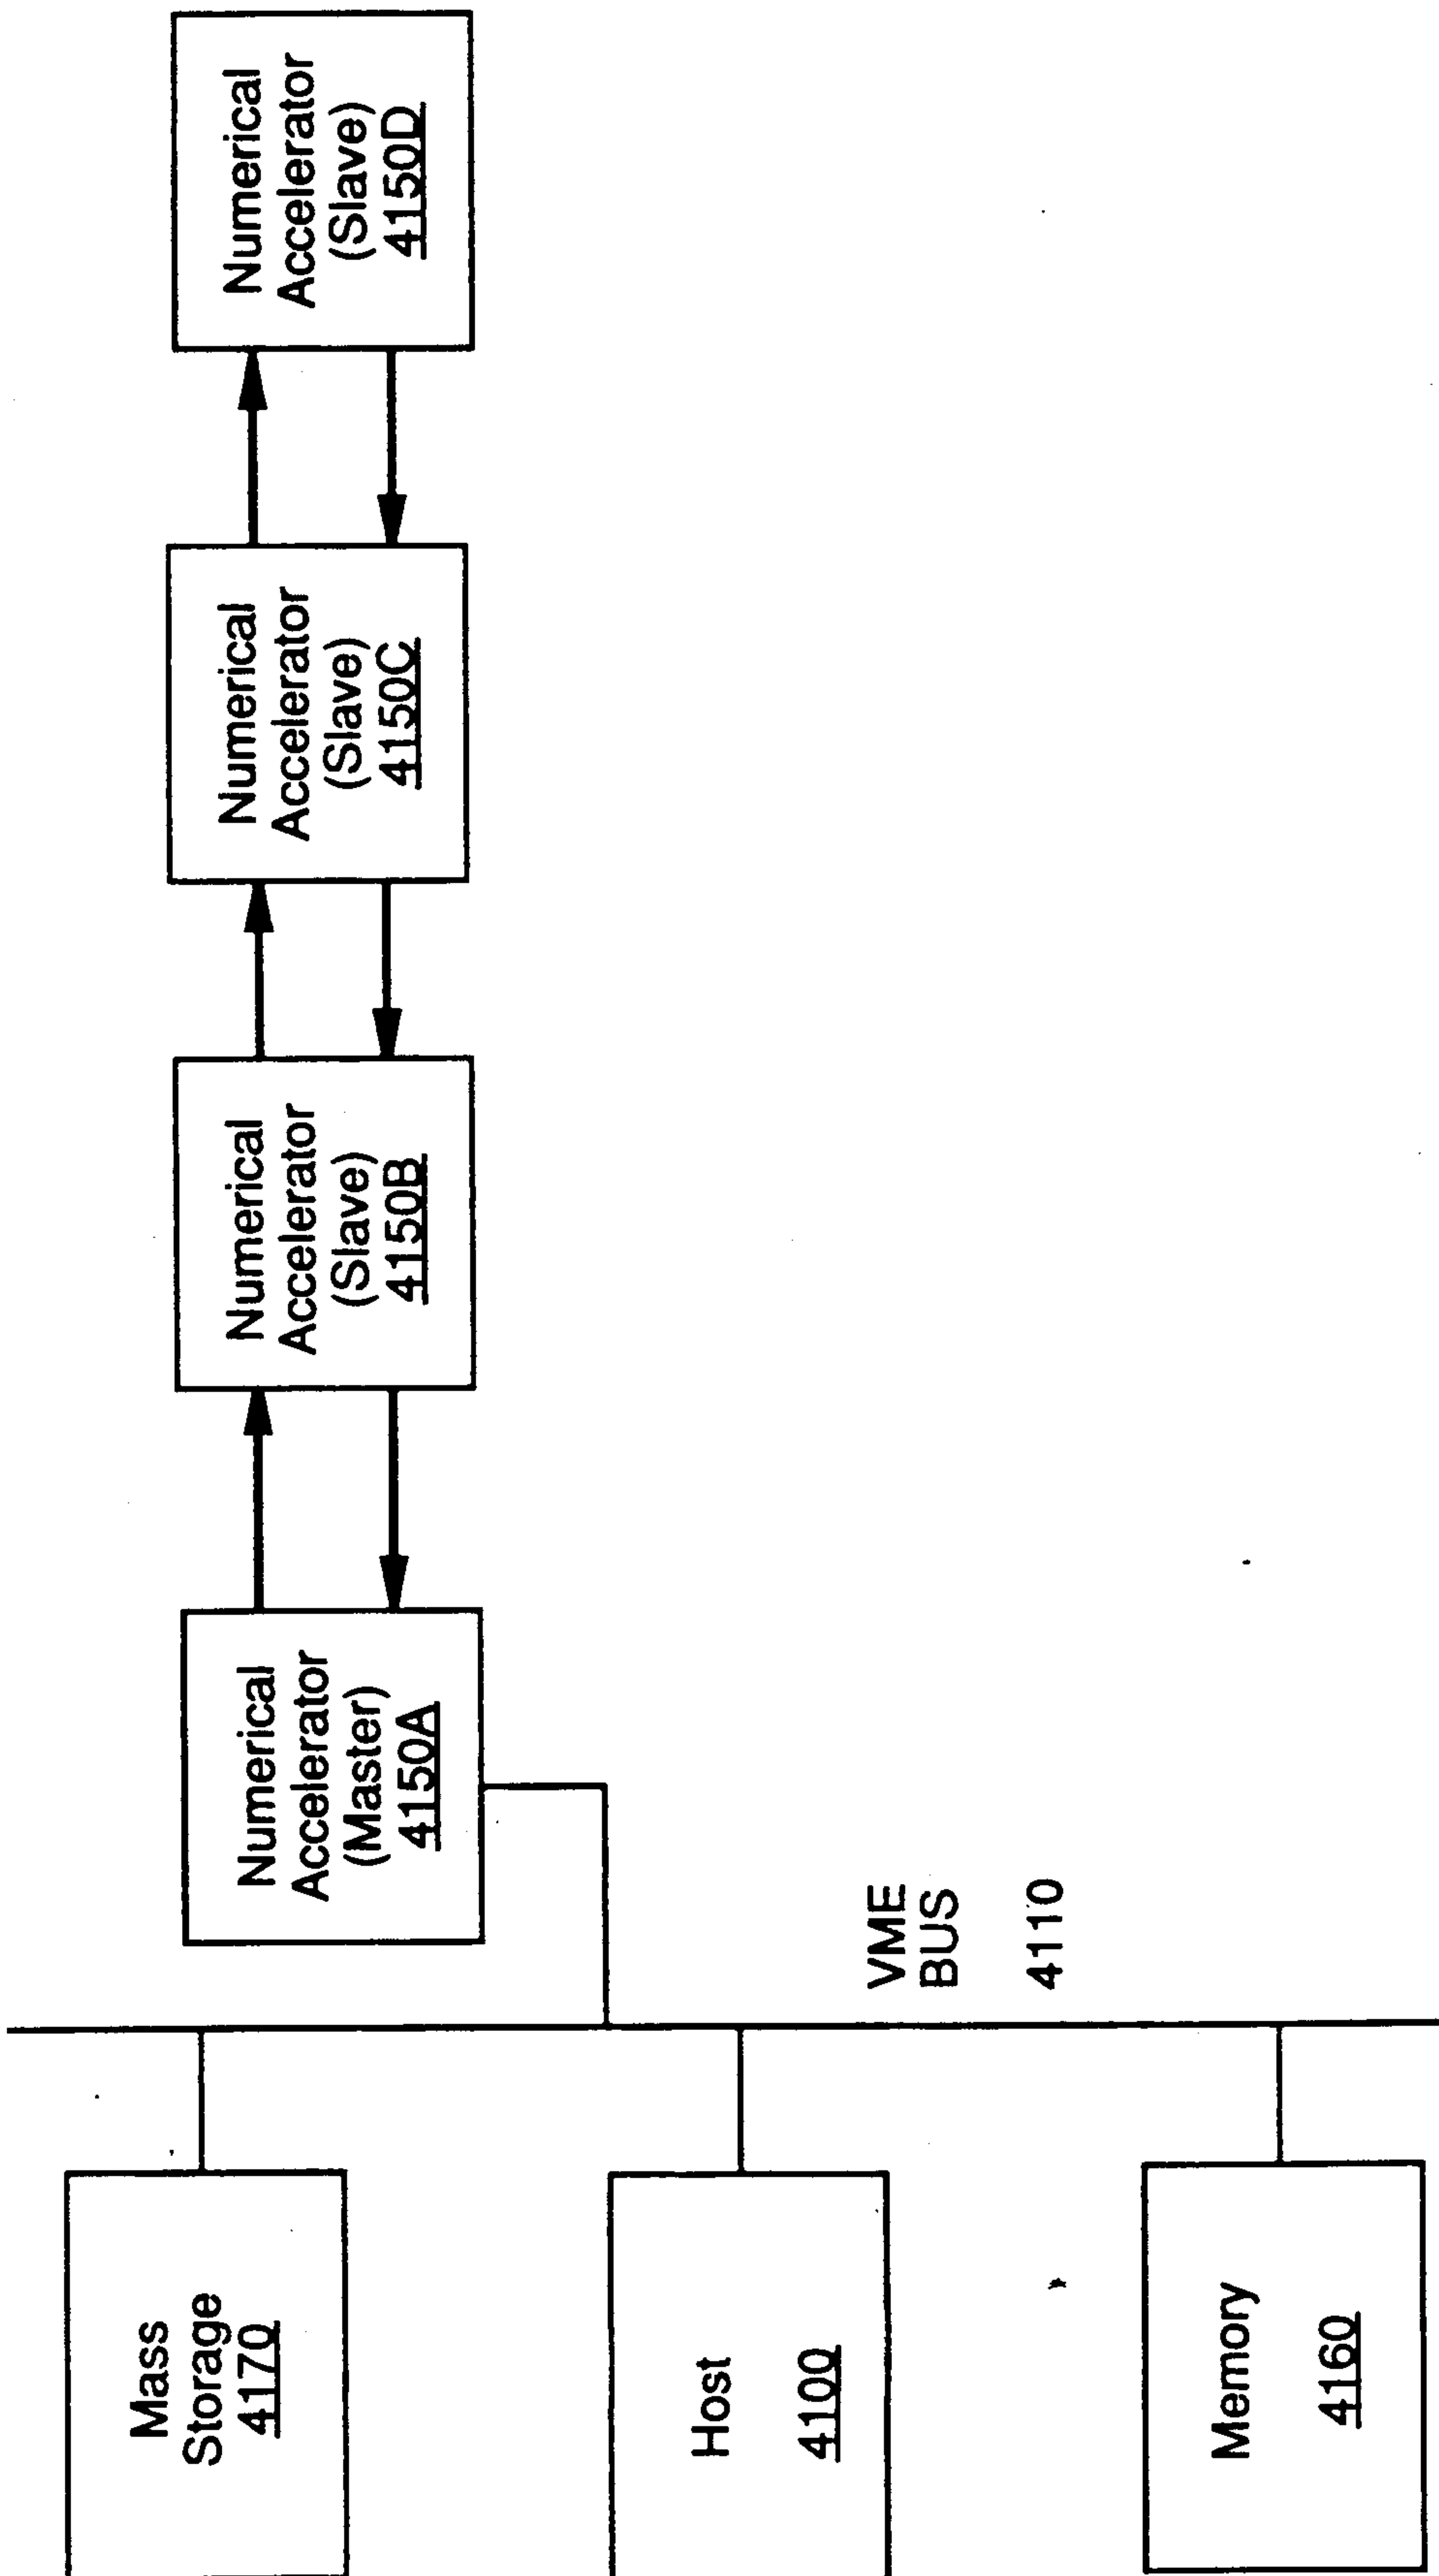 Mass
Storage
4170
Host
4100
Memory
4160
VME
BUS
4110
Numerical
Accelerator
(Master)
4150A
Numerical
Accelerator
(Slave)
4150B
Numerical
Accelerator
(Slave)
4150C
Numerical
Accelerator
(Slave)
4150D